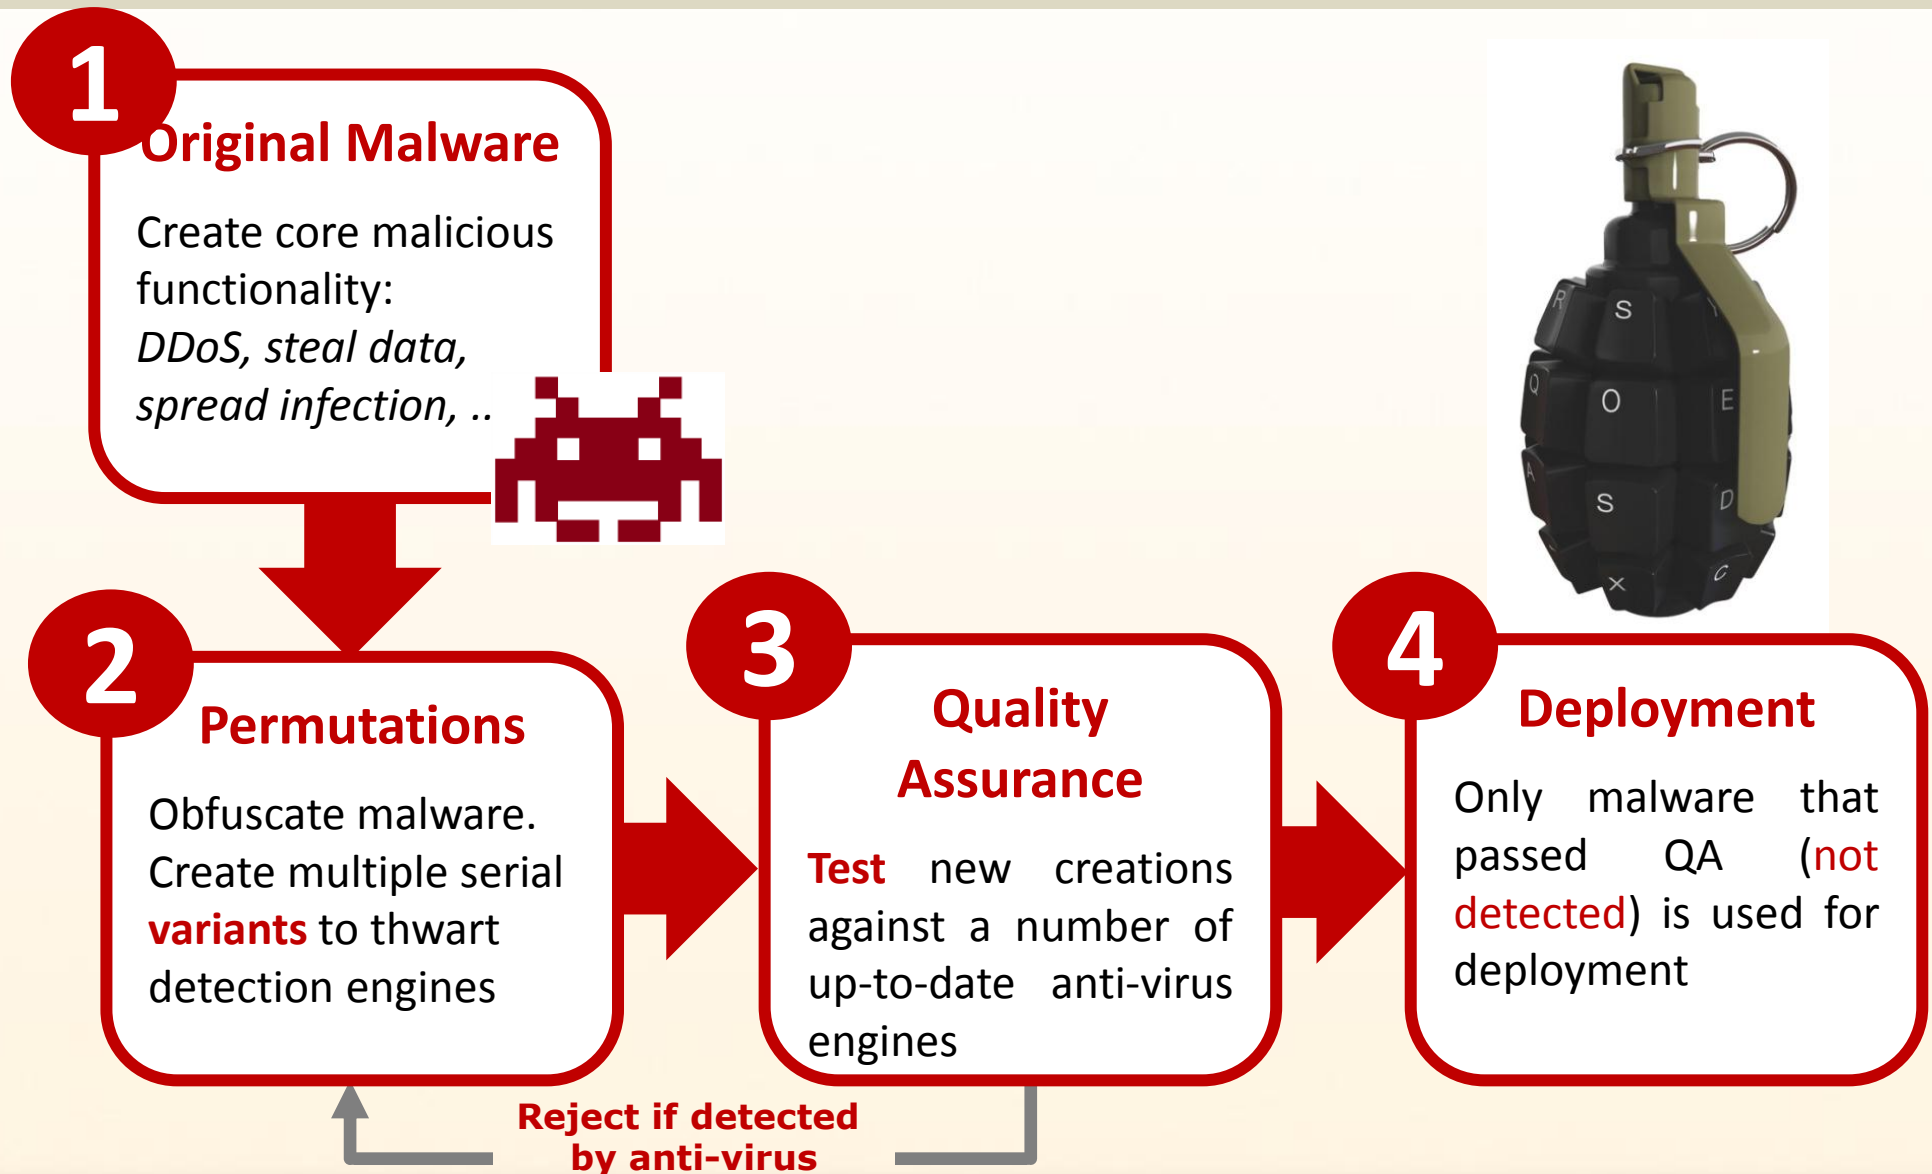 1
Original Malware
Create core malicious
functionality:
DDoS, steal data,
spread infection, ..
2
Permutations
Obfuscate malware.
Create multiple serial
variants to thwart
detection engines
3
Quality
Assurance
Test new creations
against a number of
up-to-date anti-virus
engines
4
Deployment
Only malware that
passed QA (not
detected) is used for
deployment
Reject if detected
by anti-virus
R S Y
Q O E
A S D
X C